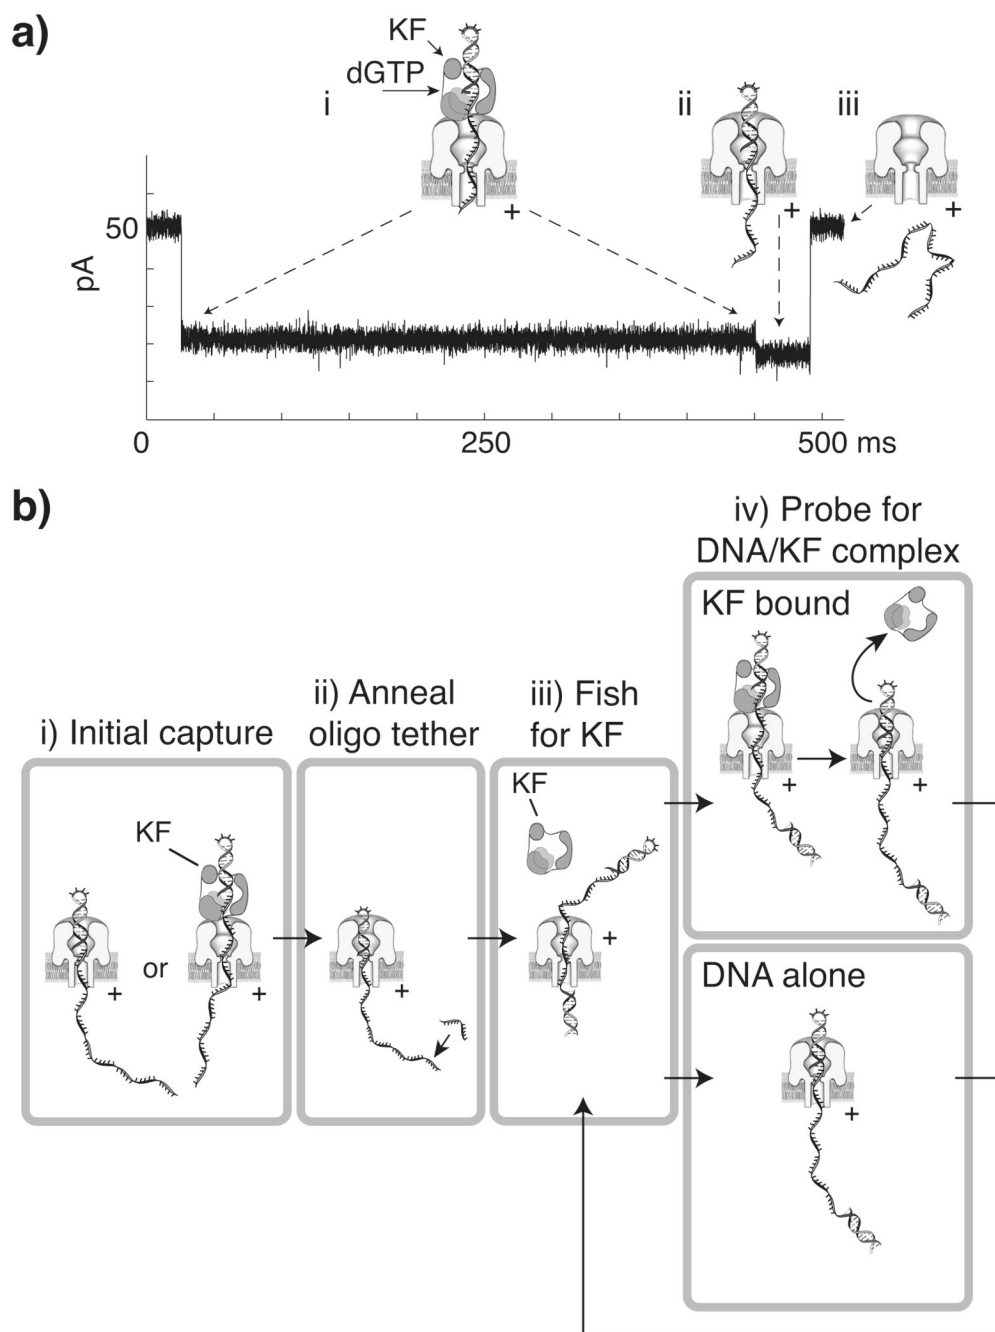 a)
KF
dGTP
i
ii
iii
+
+
+
50
pA
0
250
500 ms
b)
iv) Probe for
DNA/KF complex
KF bound
ii) Anneal
oligo tether
iii) Fish
for KF
i) Initial capture
KF
KF
or
+
+
+
+
+
+
DNA alone
+